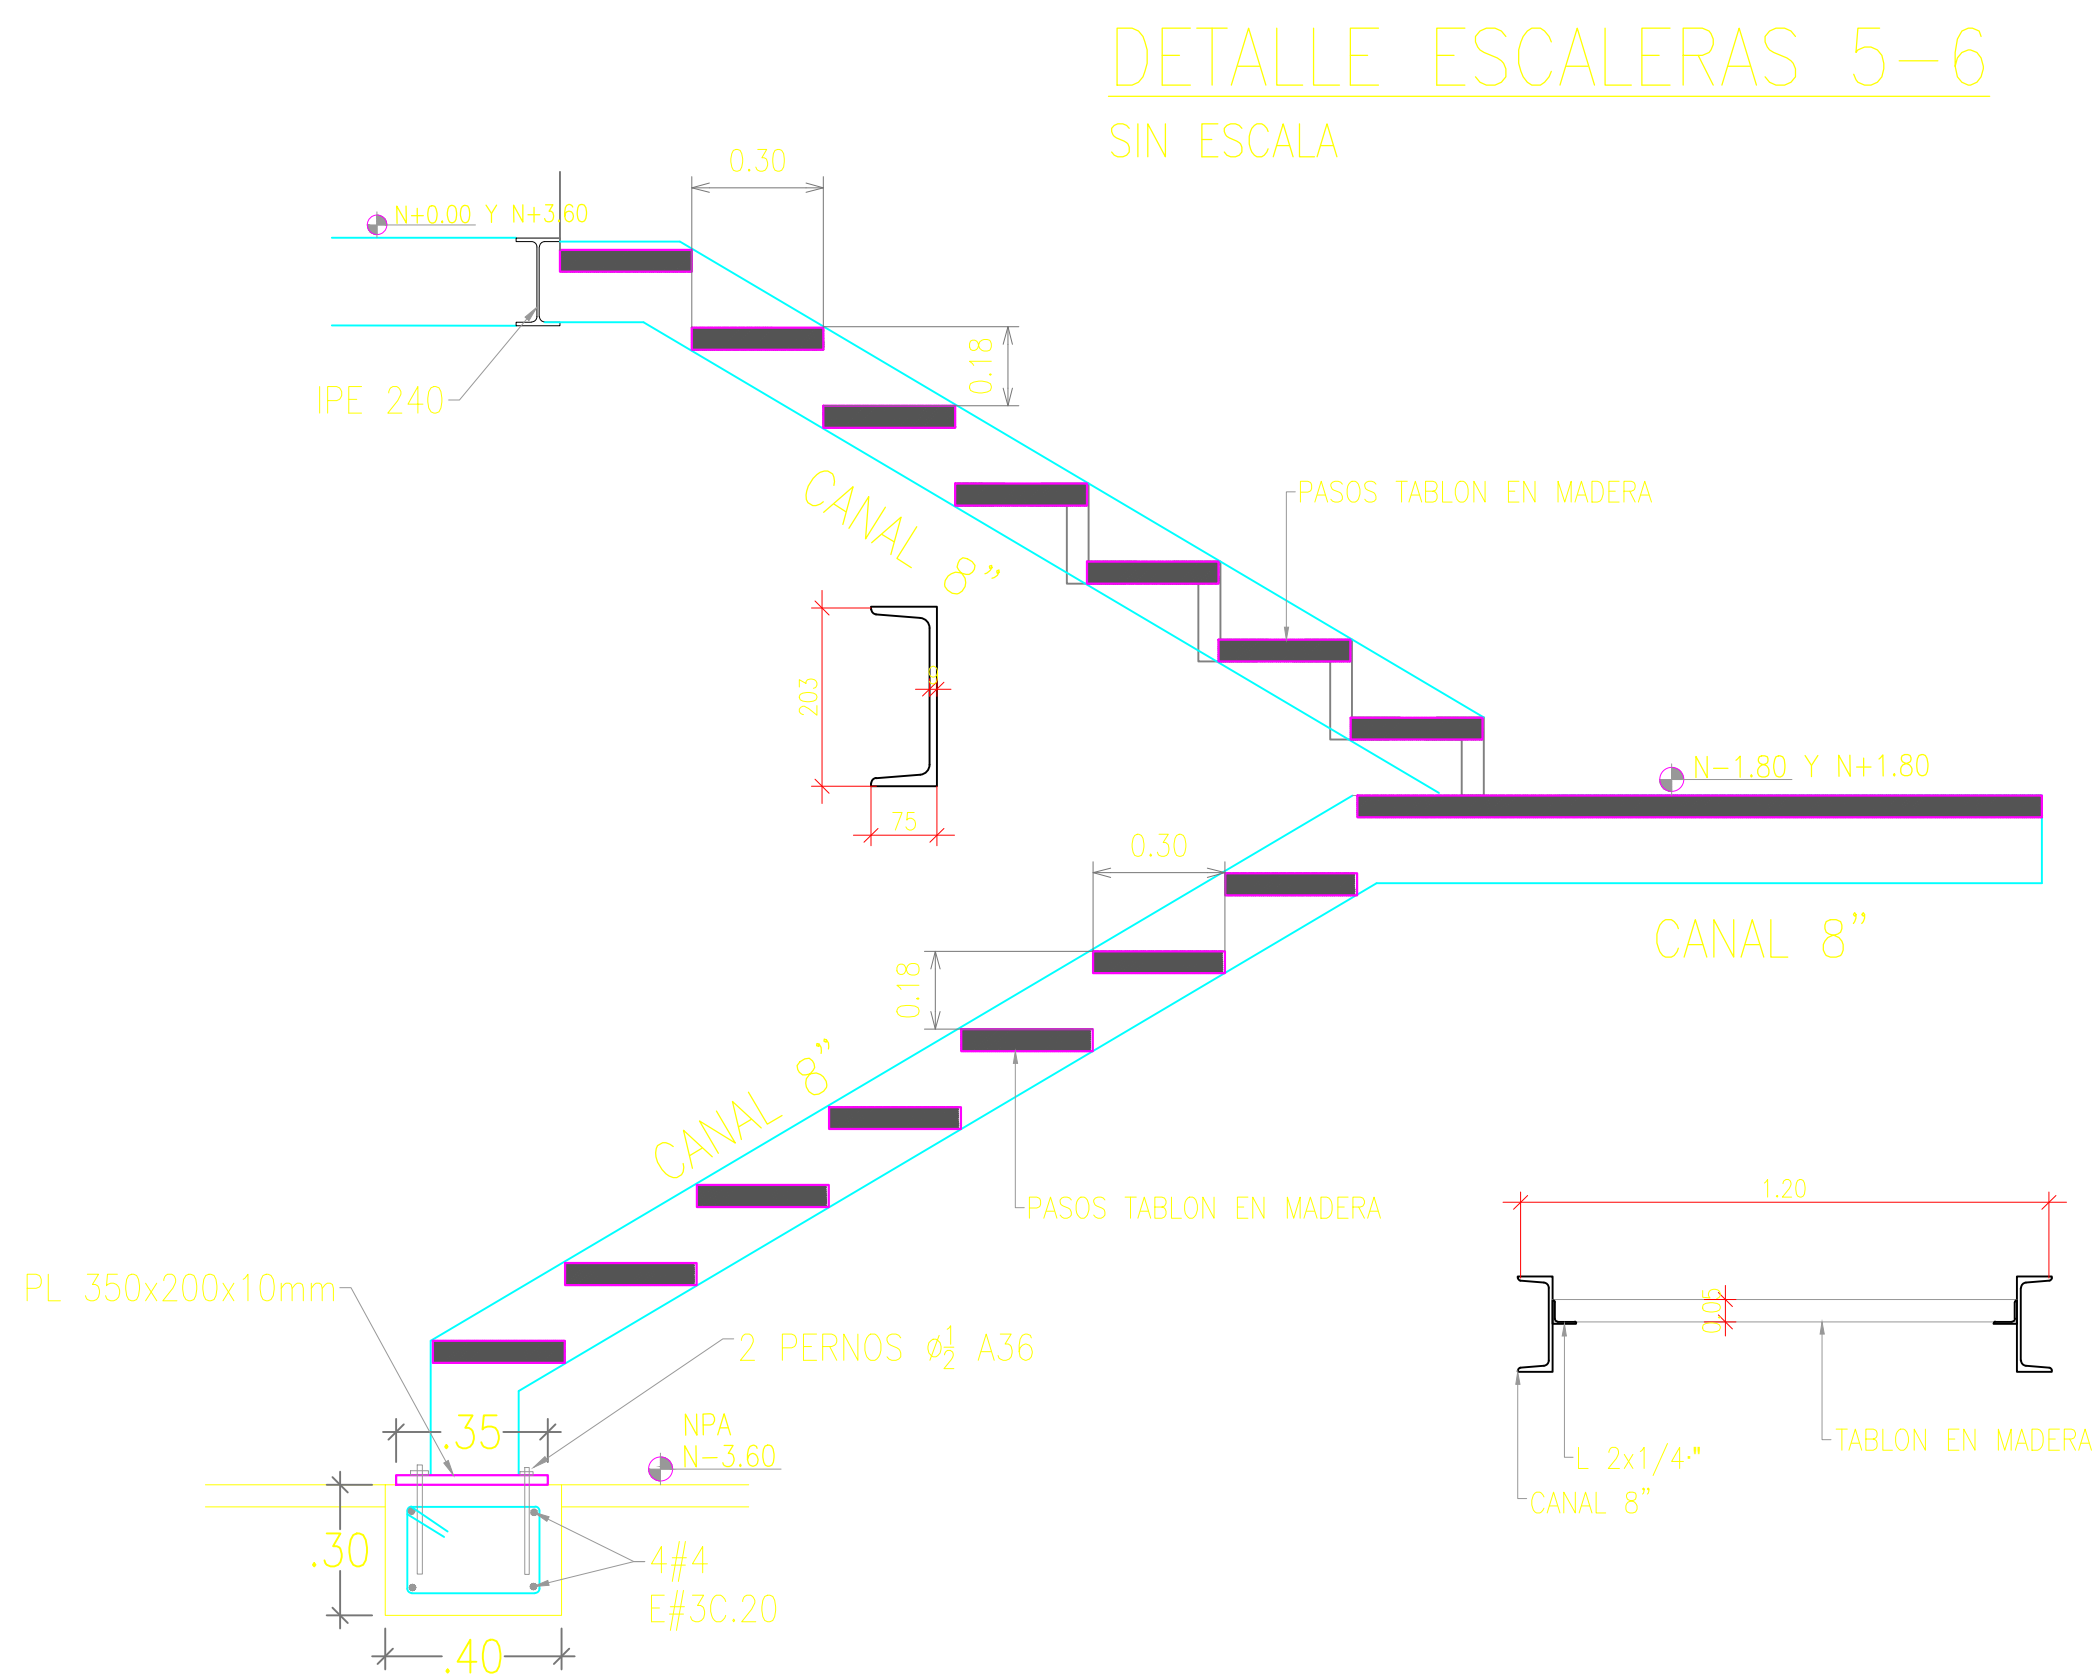 DETALLE ESCALERAS 5-6
SIN ESCALA
0.30
N+0.00 Y N+3.60
0.18
IPE 240
CANAL 8"
PASOS TABLON EN MADERA
203
75
N-1.80 Y N+1.80
0.30
CANAL 8"
0.18
CANAL 8"
1.20
PASOS TABLON EN MADERA
PL 350x200x10mm
0.05
2 PERNOS ø1/2 A36
.35
NPA
N-3.60
TABLON EN MADERA
L 2x1/4"
CANAL 8"
.30
4#4
E#3C.20
.40